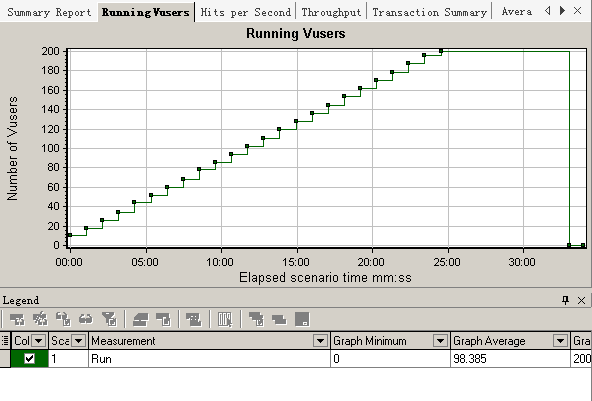 Summary Report Running Vusers Hits per Second Throughput Transaction Summary Avera
Running Vusers
Number of Vusers
200
180
160
140
120
100
80
60
40
20
0
00:00 05:00 10:00 15:00 20:00 25:00 30:00
Elapsed scenario time mm:ss
Legend
Col Sca Measurement Graph Minimum Graph Average Gra
1 Run 0 98.385 200